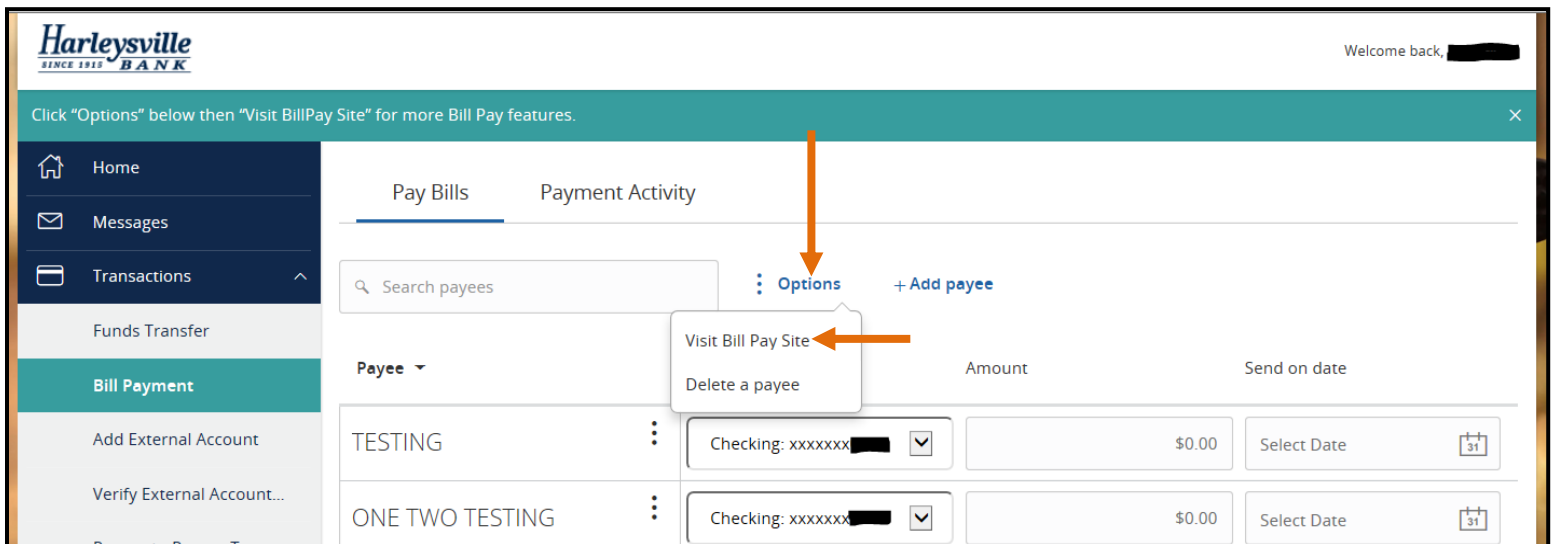 Harleysville
SINCE 1915 BANK
Welcome back,
Click “Options” below then “Visit BillPay Site” for more Bill Pay features.
Home
Messages
Transactions
Funds Transfer
Bill Payment
Add External Account
Verify External Account...
Pay Bills Payment Activity
Search payees
Options +Add payee
Visit Bill Pay Site
Delete a payee
Payee Amount Send on date
TESTING Checking: xxxxxxx $0.00 Select Date 31
ONE TWO TESTING Checking: xxxxxxx $0.00 Select Date 31